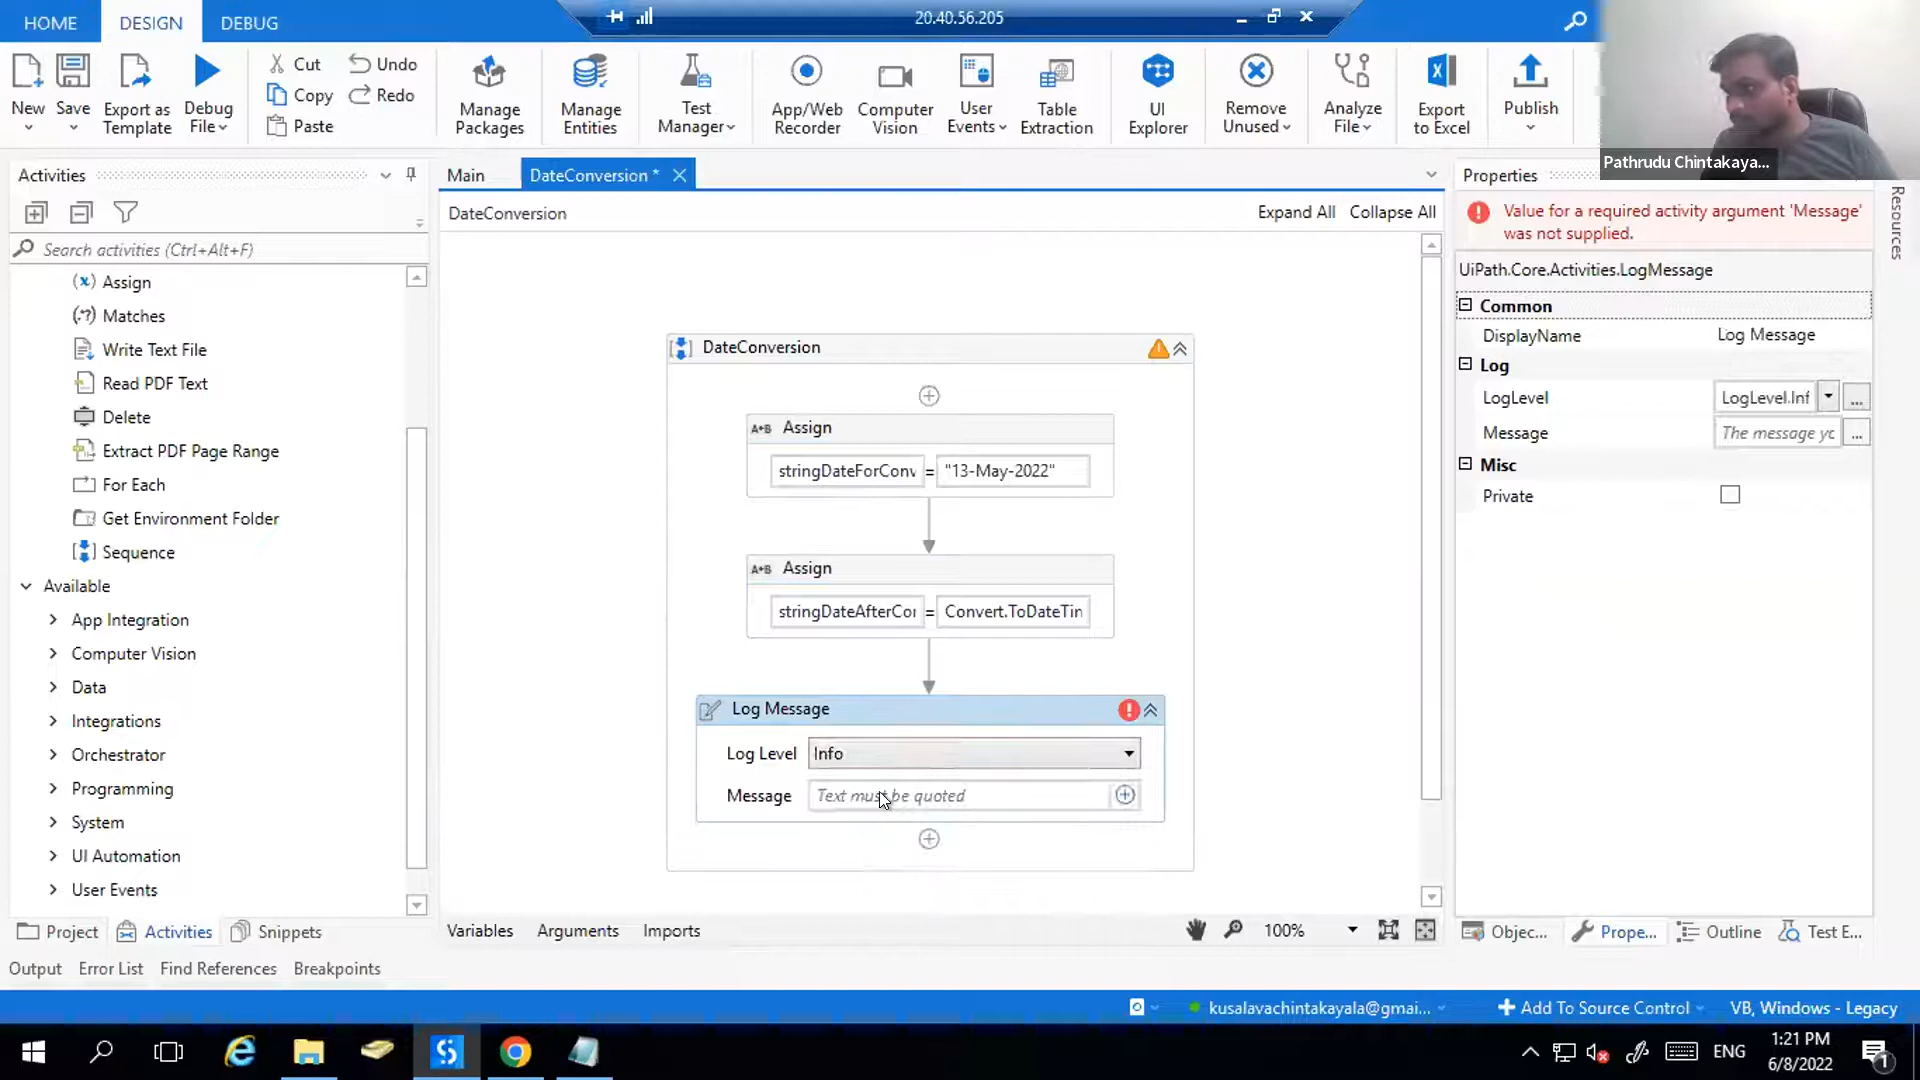 HOME DESIGN DEBUG 20.40.56.205
New Save Export as Template Debug File Cut Copy Paste Undo Redo Manage Packages Manage Entities Test Manager App/Web Recorder Computer Vision User Events Table Extraction UI Explorer Remove Unused Analyze File Export to Excel Publish
Pathrudu Chintakaya...
Activities
Main DateConversion *
Properties
Resources
DateConversion Expand All Collapse All
Value for a required activity argument 'Message'
was not supplied.
Search activities (Ctrl+Alt+F)
UiPath.Core.Activities.LogMessage
Assign
Matches
Write Text File
Read PDF Text
Delete
Extract PDF Page Range
For Each
Get Environment Folder
Sequence
Available
App Integration
Computer Vision
Data
Integrations
Orchestrator
Programming
System
UI Automation
User Events
DateConversion
A+B Assign
stringDateForConv = "13-May-2022"
A+B Assign
stringDateAfterCor = Convert.ToDateTin
Log Message
Log Level Info
Message Text must be quoted
Common
DisplayName Log Message
Log
LogLevel LogLevel.Inf ...
Message The message yc ...
Misc
Private
Project Activities Snippets
Variables Arguments Imports 100%
Objec... Prope... Outline Test E...
Output Error List Find References Breakpoints
kusalavachintakayala@gmai... Add To Source Control VB, Windows - Legacy
ENG 1:21 PM
6/8/2022 1